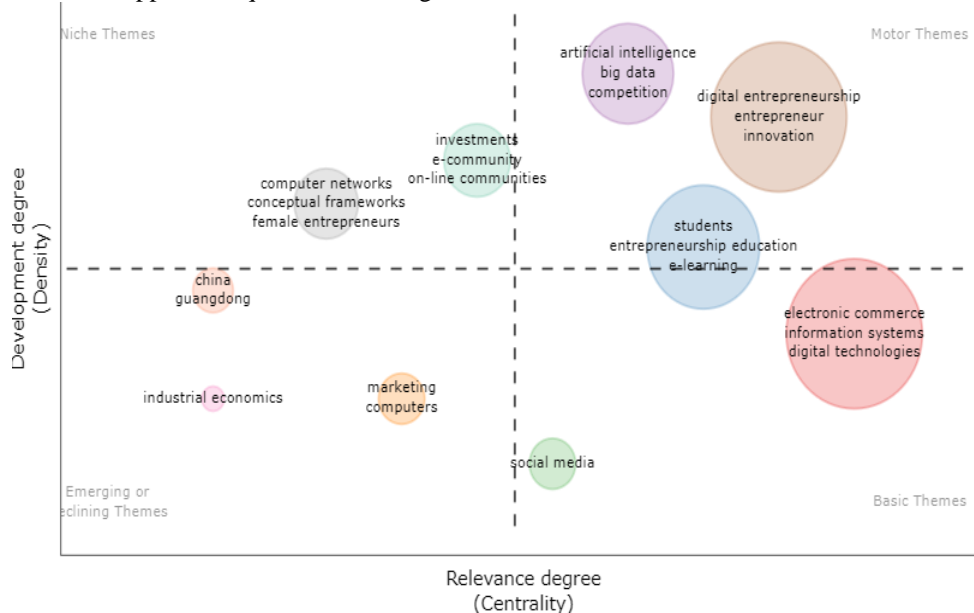 Niche Themes
Motor Themes
artificial intelligence
big data
competition
digital entrepreneurship
entrepreneur
innovation
investments
e-community
on-line communities
computer networks
conceptual frameworks
female entrepreneurs
students
entrepreneurship education
e-learning
china
guangdong
electronic commerce
information systems
digital technologies
industrial economics
marketing
computers
social media
Emerging or
eclining Themes
Basic Themes
Development degree
(Density)
Relevance degree
(Centrality)